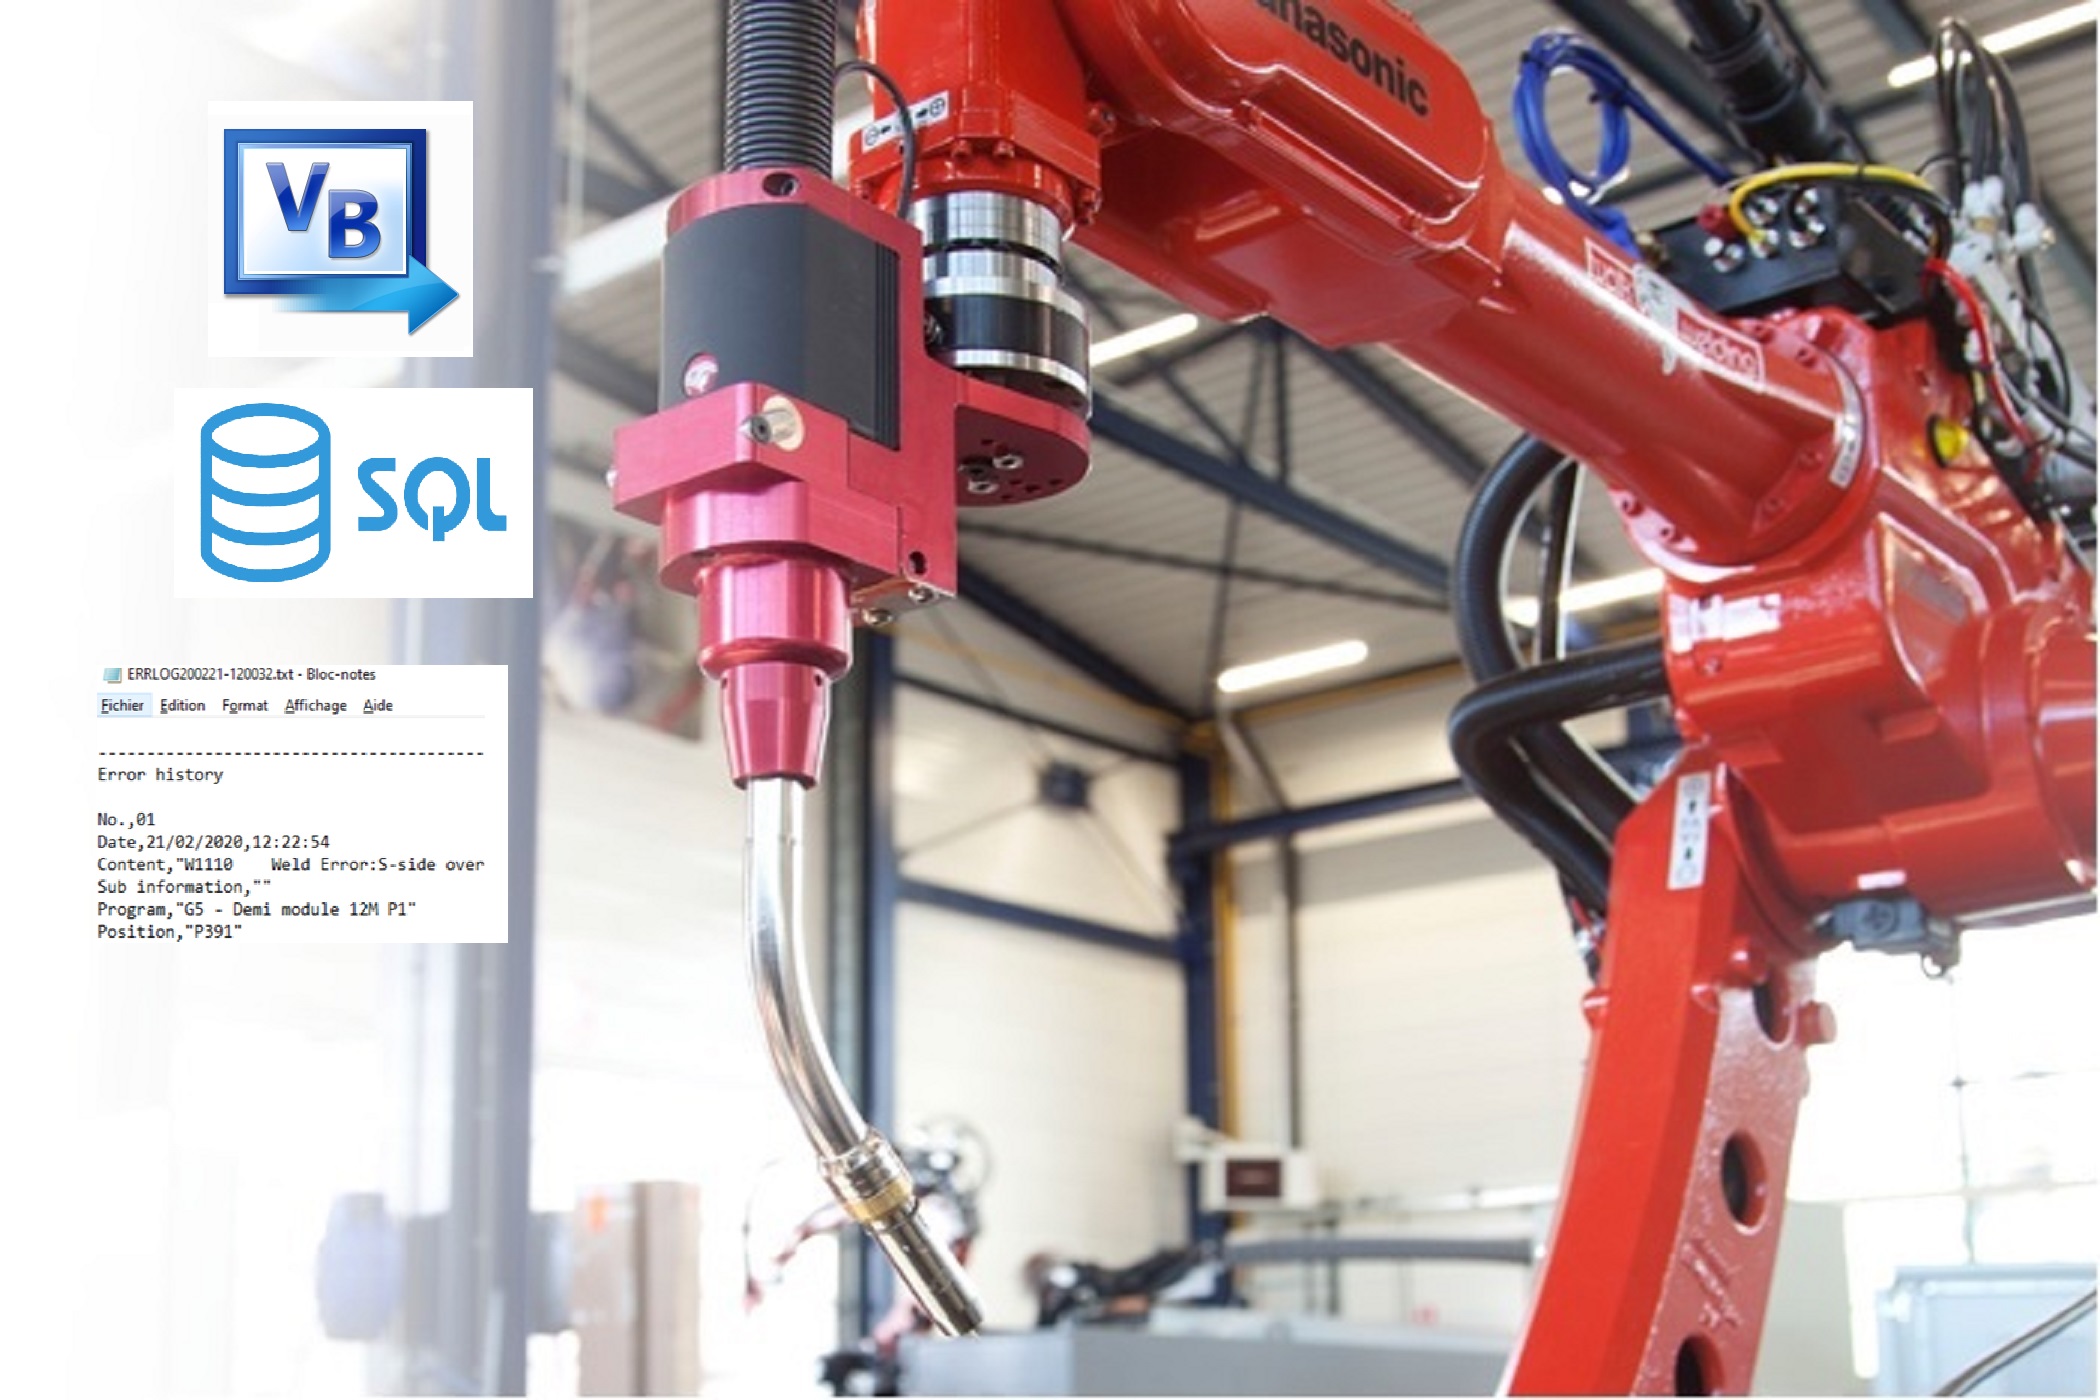 VB
SQL
ERRLOG200221-120032.txt - Bloc-notes
Fichier Edition Format Affichage Aide
----------------------------------------
Error history
No.,01
Date,21/02/2020,12:22:54
Content,"W1110    Weld Error:S-side over
Sub information,""
Program,"G5 - Demi module 12M P1"
Position,"P391"
anasonic
welding